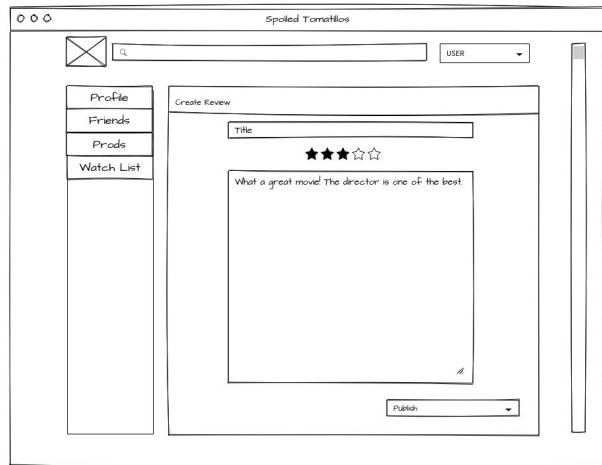 Spoiled Tomatillos
USER
Profile
Friends
Prods
Watch List
Create Review
Title
What a great movie! The director is one of the best.
Publish